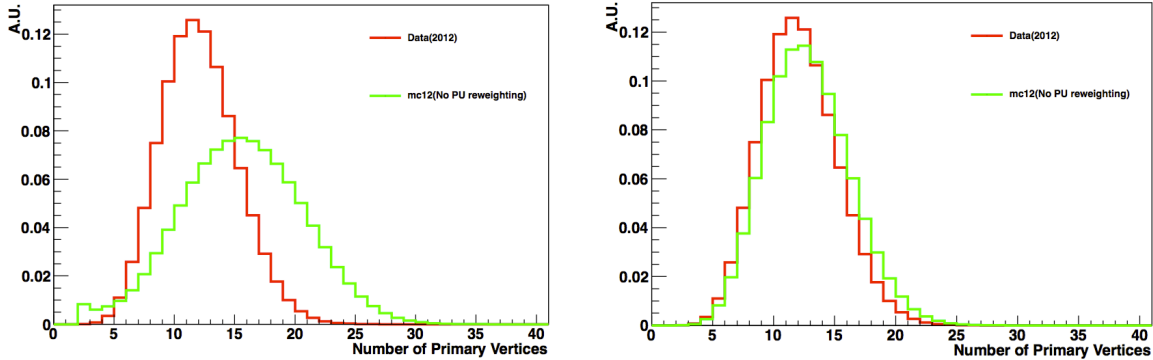 A.U.
0.12
0.1
0.08
0.06
0.04
0.02
0
Data(2012)
mc12(No PU reweighting)
0 5 10 15 20 25 30 35 40
Number of Primary Vertices
A.U.
0.12
0.1
0.08
0.06
0.04
0.02
0
Data(2012)
mc12(No PU reweighting)
0 5 10 15 20 25 30 35 40
Number of Primary Vertices